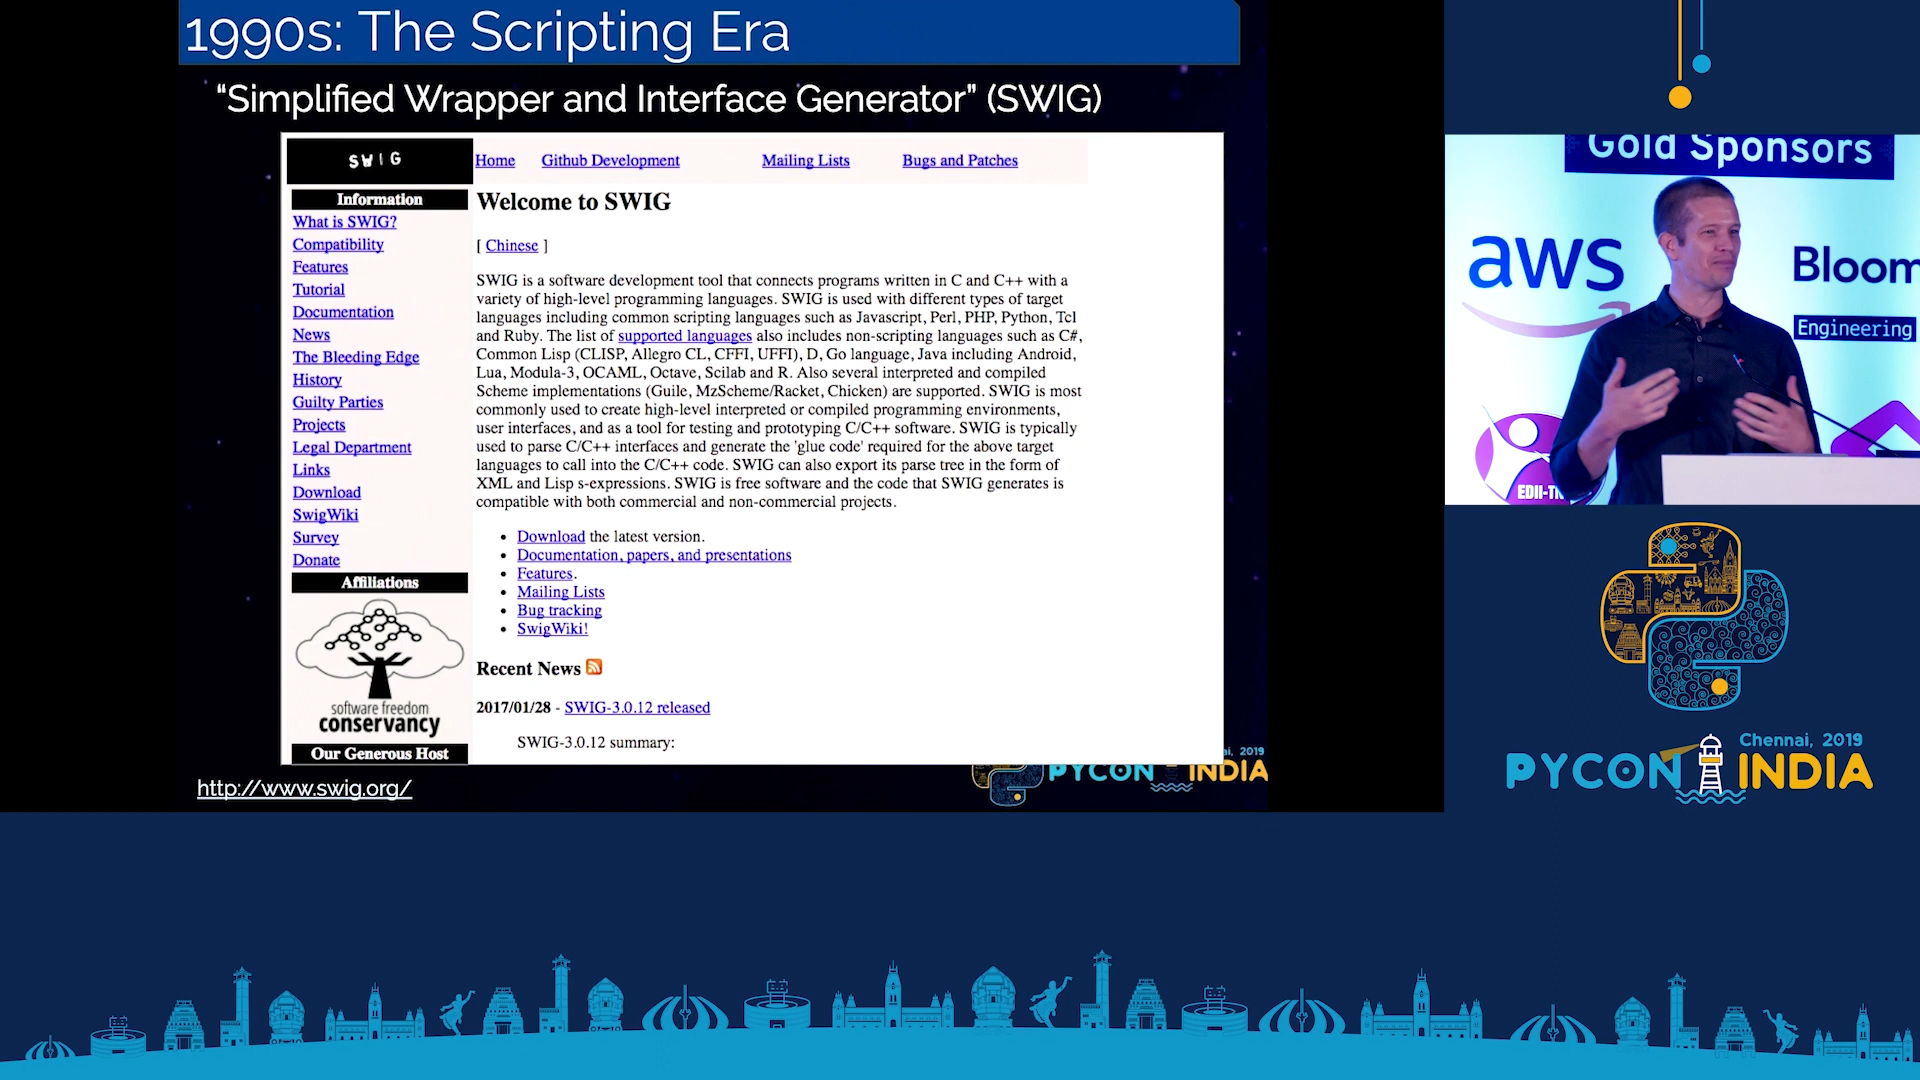 1990s: The Scripting Era
“Simplified Wrapper and Interface Generator” (SWIG)
SWIG
Home Github Development Mailing Lists Bugs and Patches
Information
What is SWIG?
Compatibility
Features
Tutorial
Documentation
News
The Bleeding Edge
History
Guilty Parties
Projects
Legal Department
Links
Download
SwigWiki
Survey
Donate
Affiliations
software freedom
conservancy
Our Generous Host
Welcome to SWIG
[ Chinese ]
SWIG is a software development tool that connects programs written in C and C++ with a
variety of high-level programming languages. SWIG is used with different types of target
languages including common scripting languages such as Javascript, Perl, PHP, Python, Tcl
and Ruby. The list of supported languages also includes non-scripting languages such as C#,
Common Lisp (CLISP, Allegro CL, CFFI, UFFI), D, Go language, Java including Android,
Lua, Modula-3, OCAML, Octave, Scilab and R. Also several interpreted and compiled
Scheme implementations (Guile, MzScheme/Racket, Chicken) are supported. SWIG is most
commonly used to create high-level interpreted or compiled programming environments,
user interfaces, and as a tool for testing and prototyping C/C++ software. SWIG is typically
used to parse C/C++ interfaces and generate the 'glue code' required for the above target
languages to call into the C/C++ code. SWIG can also export its parse tree in the form of
XML and Lisp s-expressions. SWIG is free software and the code that SWIG generates is
compatible with both commercial and non-commercial projects.
• Download the latest version.
• Documentation, papers, and presentations
• Features.
• Mailing Lists
• Bug tracking
• SwigWiki!
Recent News
2017/01/28 - SWIG-3.0.12 released
SWIG-3.0.12 summary:
http://www.swig.org/
ai, 2019
PYCON INDIA
Gold Sponsors
aws
Bloom
Engineering
EDII-TN
Chennai, 2019
PYCON INDIA